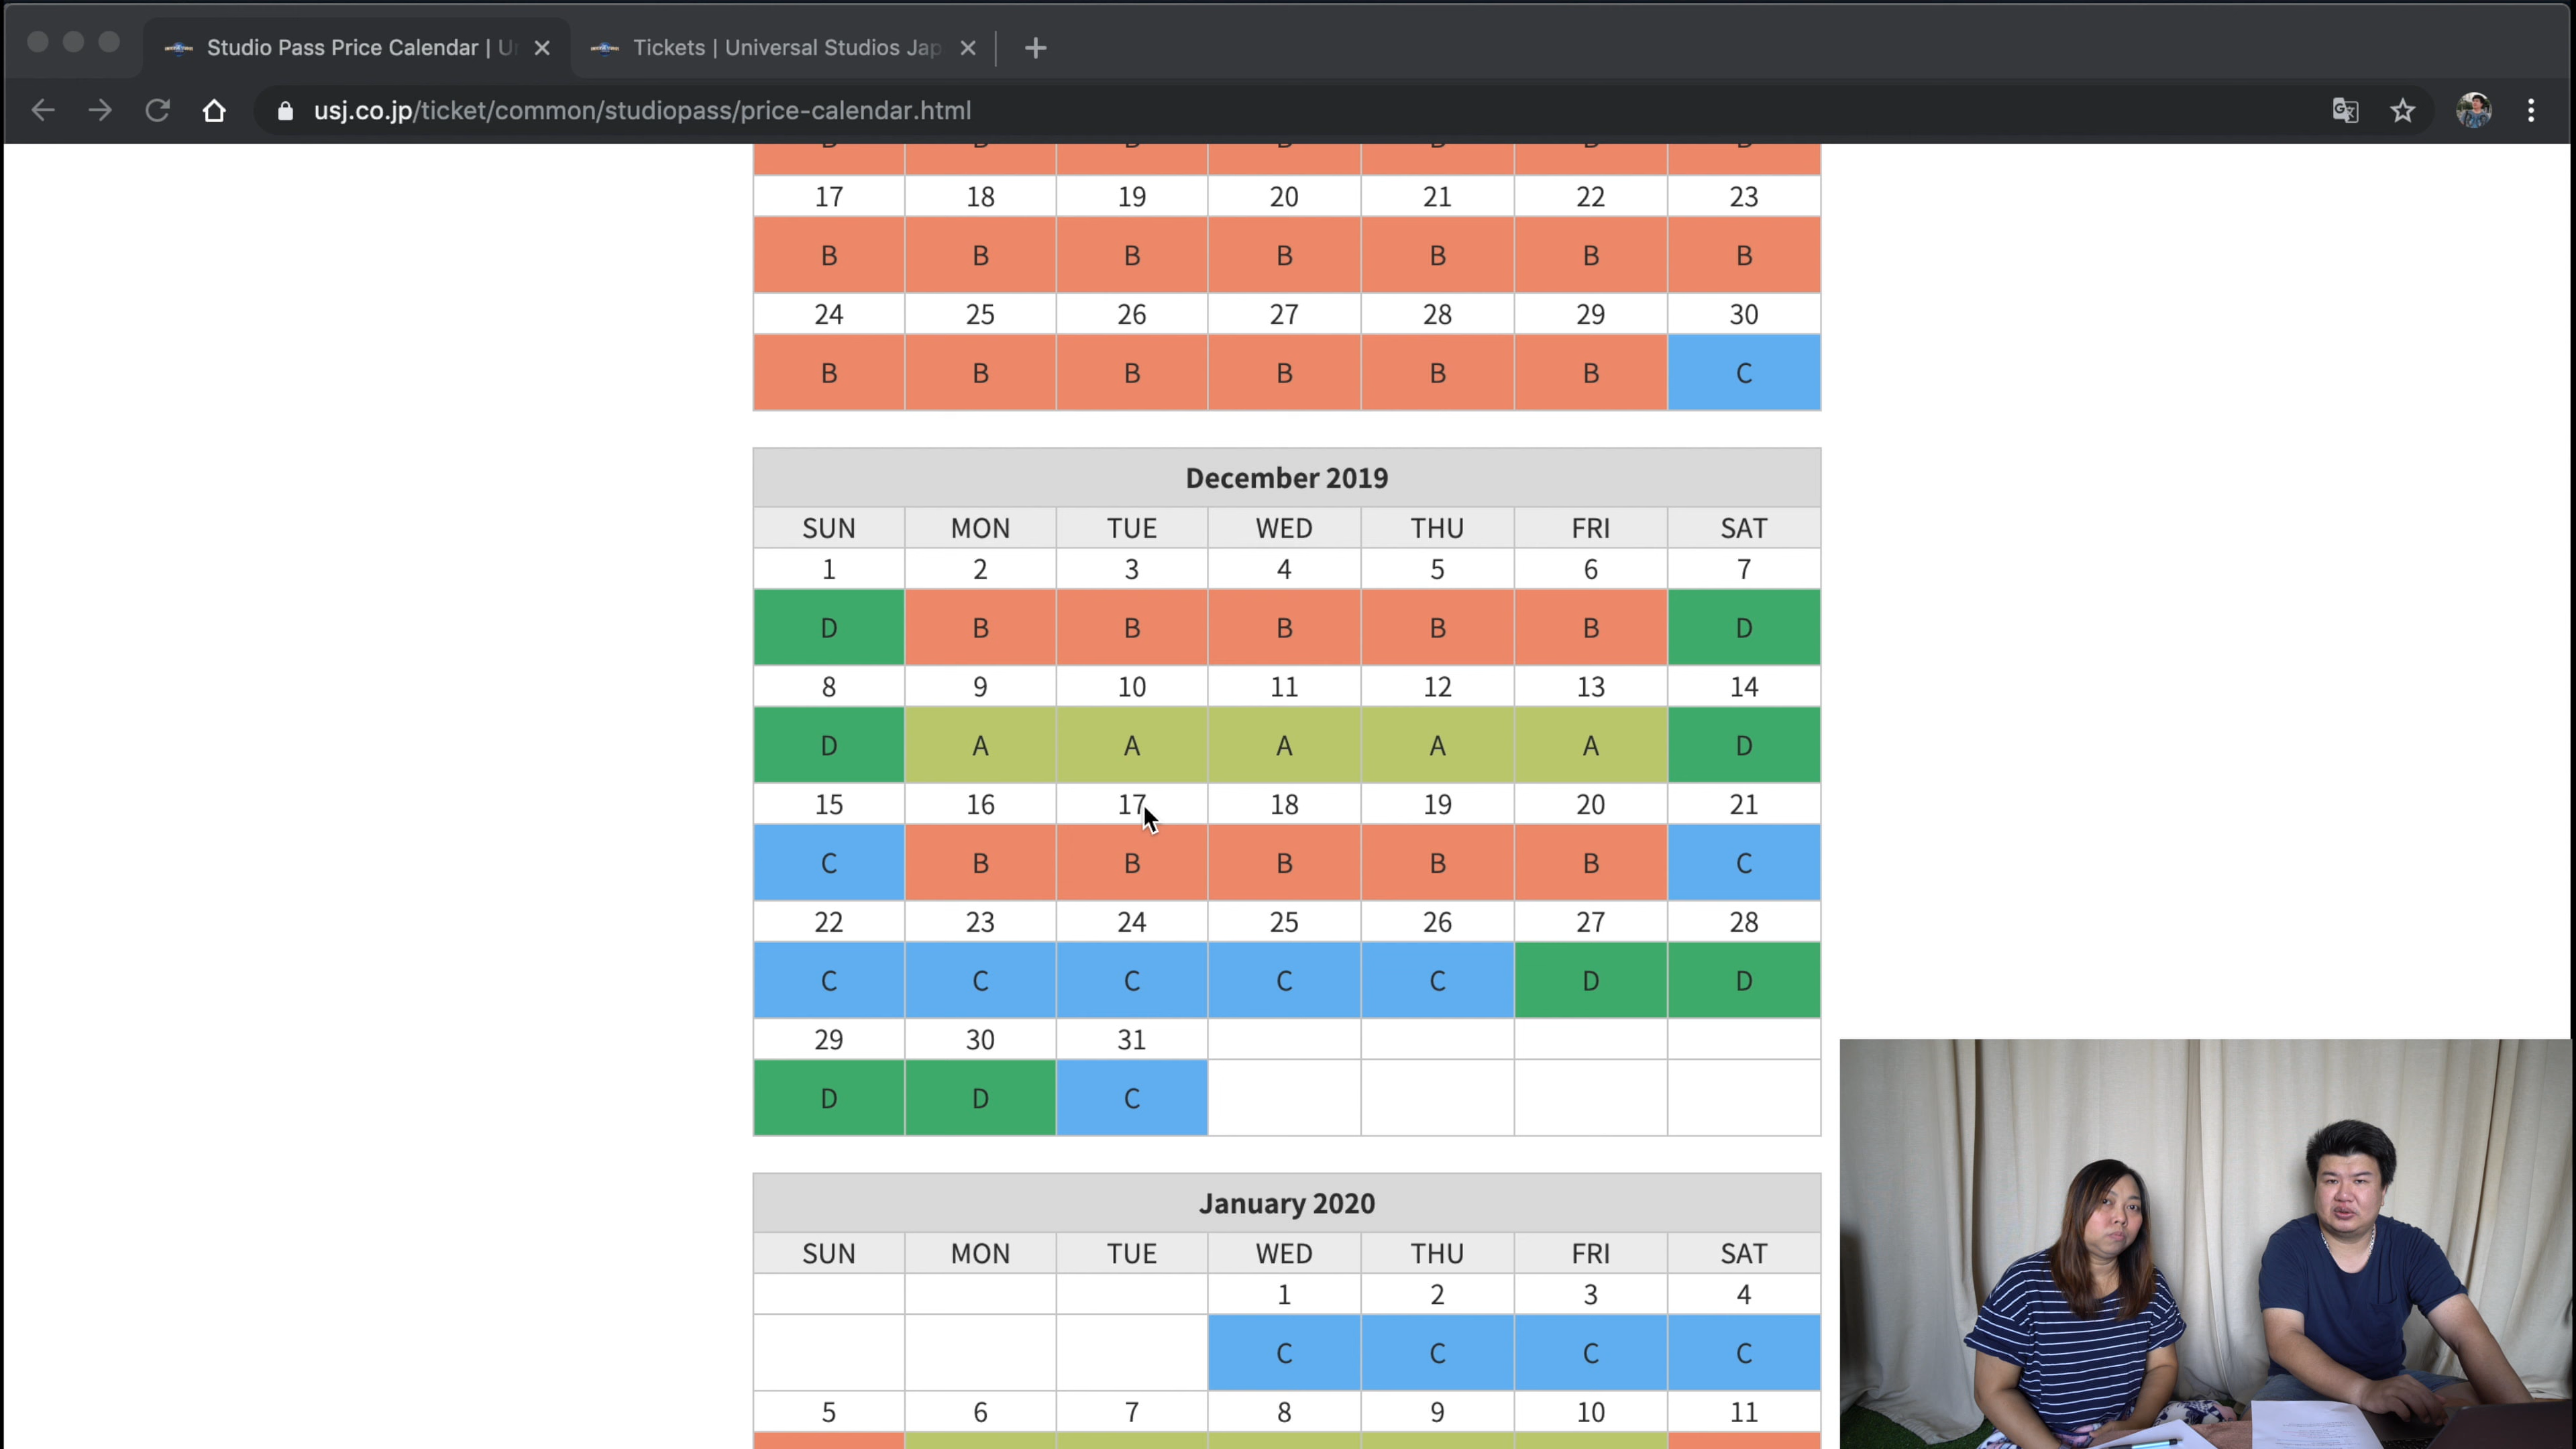 Studio Pass Price Calendar | Un
Tickets | Universal Studios Jap
usj.co.jp/ticket/common/studiopass/price-calendar.html
17 18 19 20 21 22 23
B B B B B B B
24 25 26 27 28 29 30
B B B B B B C
December 2019
SUN MON TUE WED THU FRI SAT
1 2 3 4 5 6 7
D B B B B B D
8 9 10 11 12 13 14
D A A A A A D
15 16 17 18 19 20 21
C B B B B B C
22 23 24 25 26 27 28
C C C C C D D
29 30 31
D D C
January 2020
SUN MON TUE WED THU FRI SAT
1 2 3 4
C C C C
5 6 7 8 9 10 11